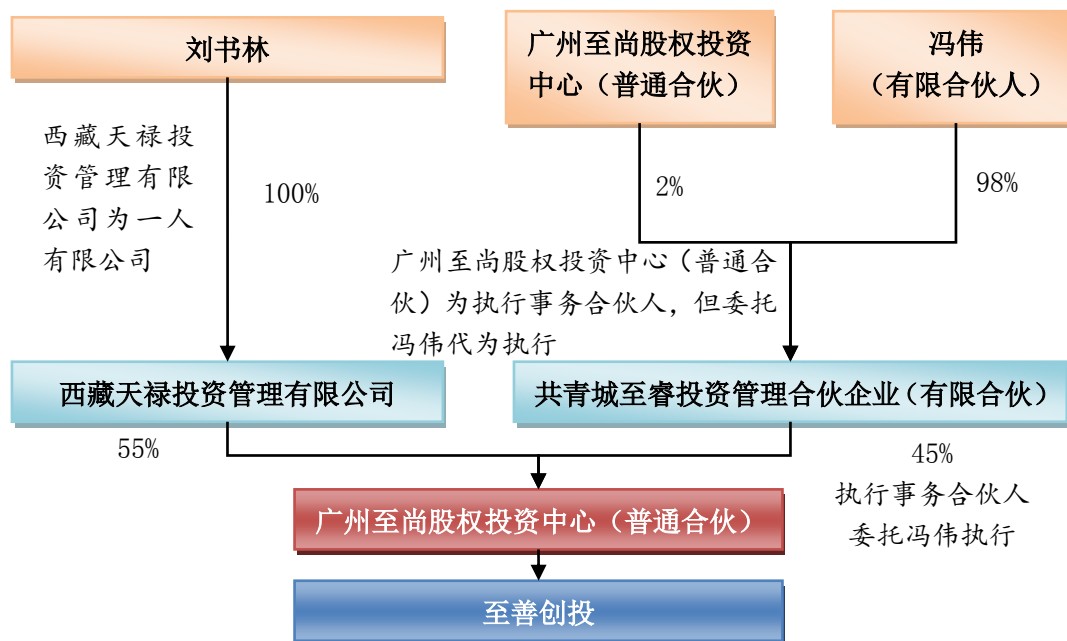 刘书林
广州至尚股权投资
中心（普通合伙）
冯伟
（有限合伙人）
西藏天禄投
资管理有限
公司为一人
有限公司
100%
2%
98%
广州至尚股权投资中心（普通合
伙）为执行事务合伙人，但委托
冯伟代为执行
西藏天禄投资管理有限公司
共青城至睿投资管理合伙企业（有限合伙）
55%
45%
执行事务合伙人
委托冯伟执行
广州至尚股权投资中心（普通合伙）
至善创投